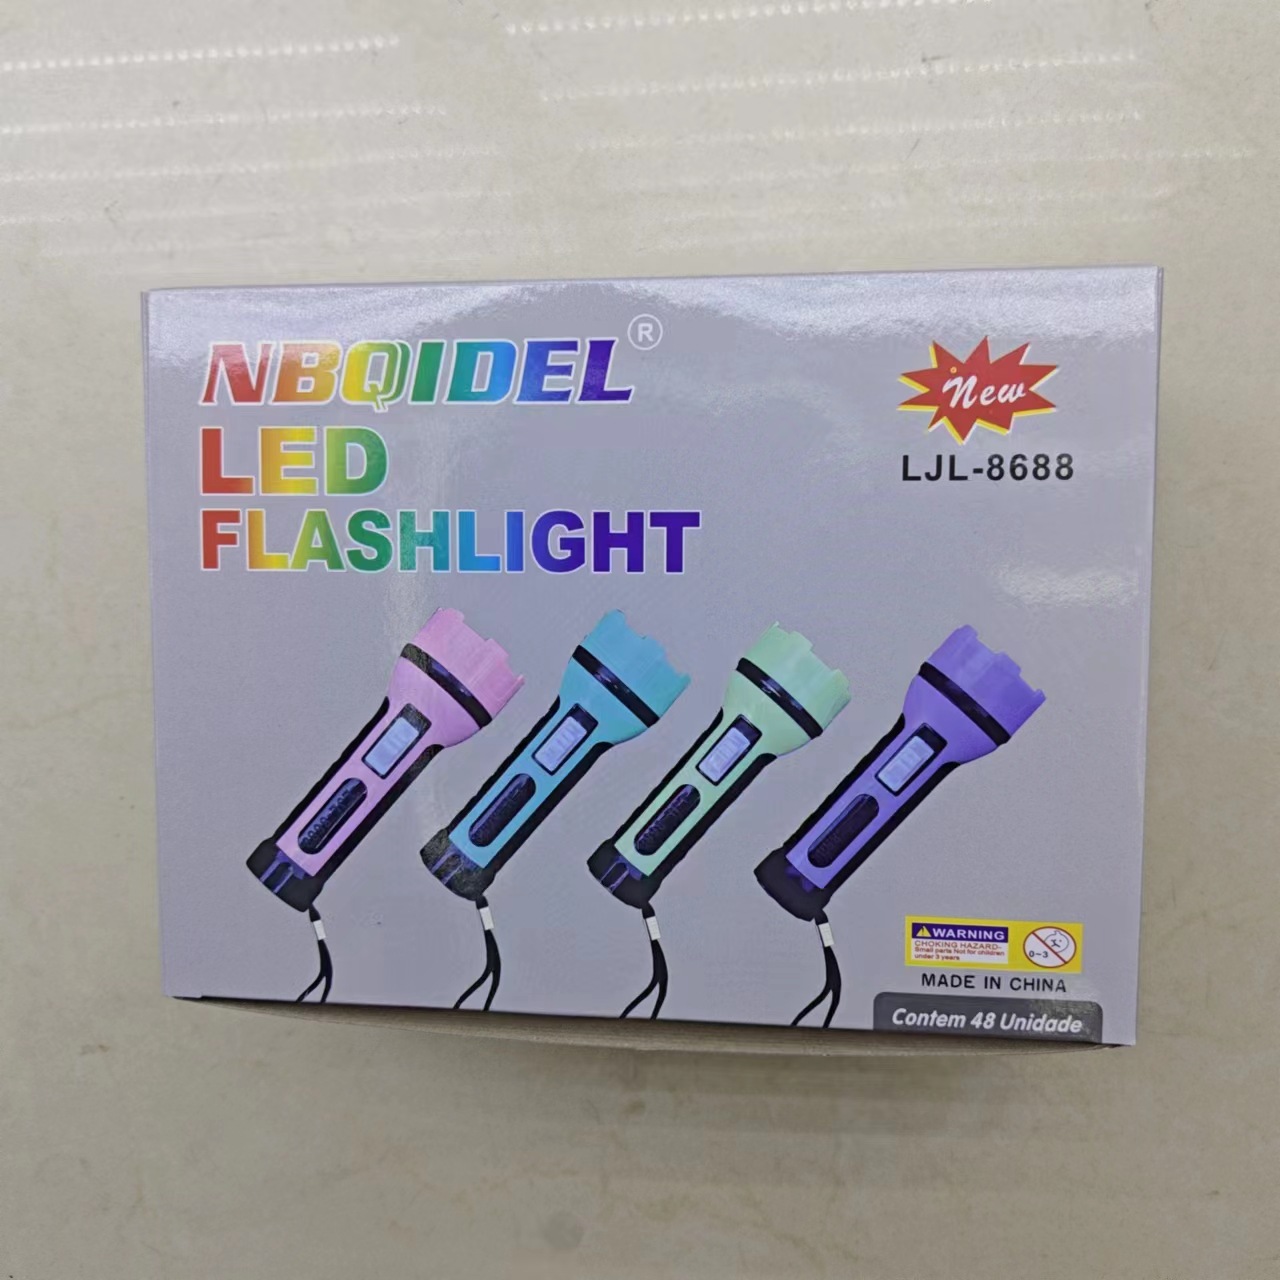 NBQIDEL®
LED
FLASHLIGHT
New
LJL-8688
WARNING
CHOKING HAZARD-
Small parts Not for children
under 3 years
0-3
MADE IN CHINA
Contem 48 Unidade